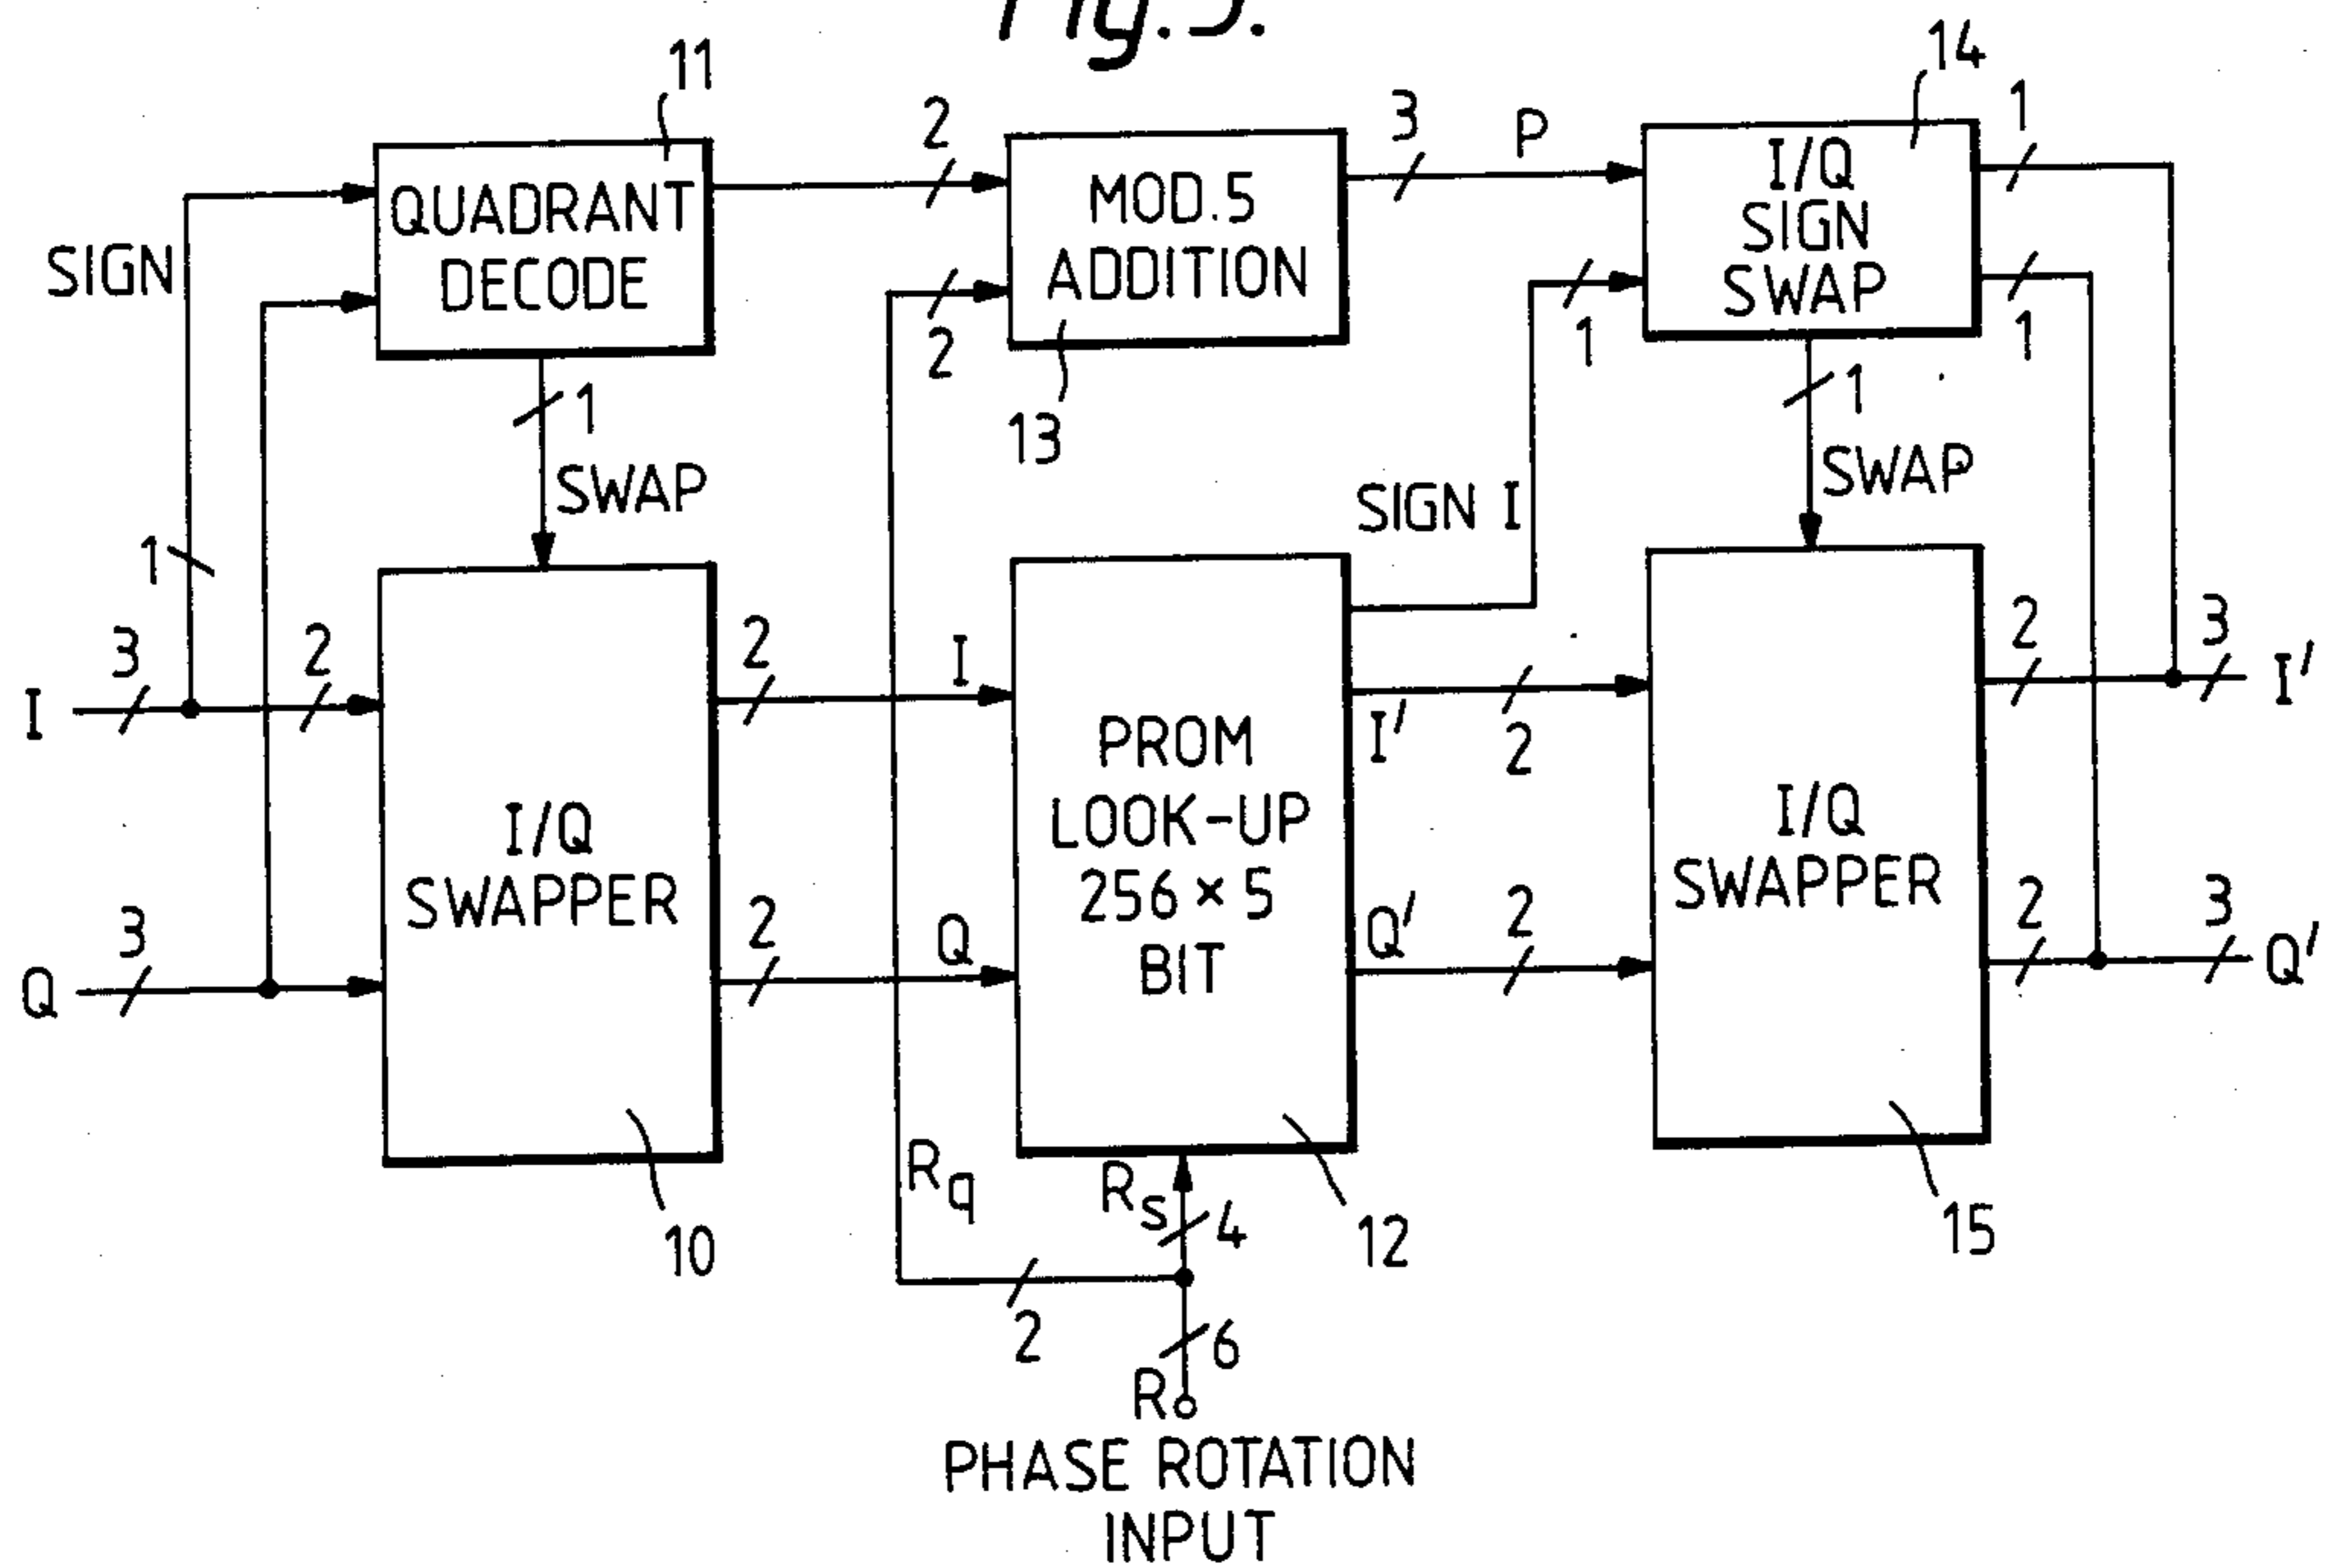 Fig.5.
11
14
2
3
P
1
QUADRANT
DECODE
MOD.5
ADDITION
I/Q
SIGN
SWAP
SIGN
2
1
1
1
13
1
SWAP
SWAP
SIGN I
1
3
2
2
I
2
3
I
I'
I'
2
PROM
LOOK-UP
256 × 5
BIT
I/Q
SWAPPER
I/Q
SWAPPER
3
2
Q
Q'
2
2
3
Q
Q'
Rq
Rs
4
10
12
15
2
6
R
PHASE ROTATION
INPUT